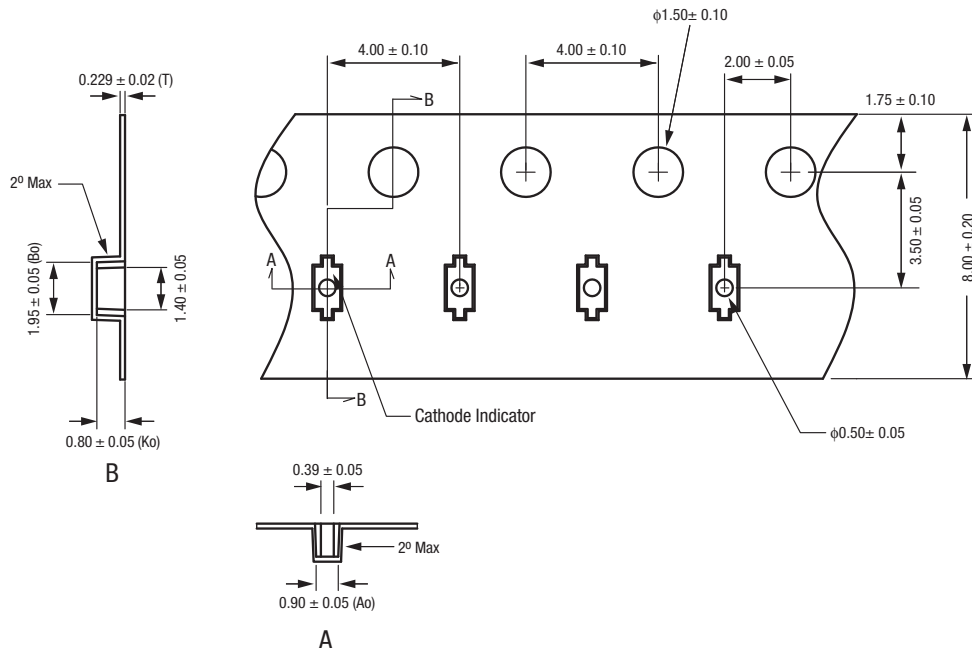 ϕ1.50± 0.10
4.00 ± 0.10
4.00 ± 0.10
2.00 ± 0.05
0.229 ± 0.02 (T)
B
1.75 ± 0.10
2º Max
1.95 ± 0.05 (Bo)
1.40 ± 0.05
A
A
3.50 ± 0.05
8.00 ± 0.20
B
Cathode Indicator
ϕ0.50± 0.05
0.80 ± 0.05 (Ko)
B
0.39 ± 0.05
2º Max
0.90 ± 0.05 (Ao)
A